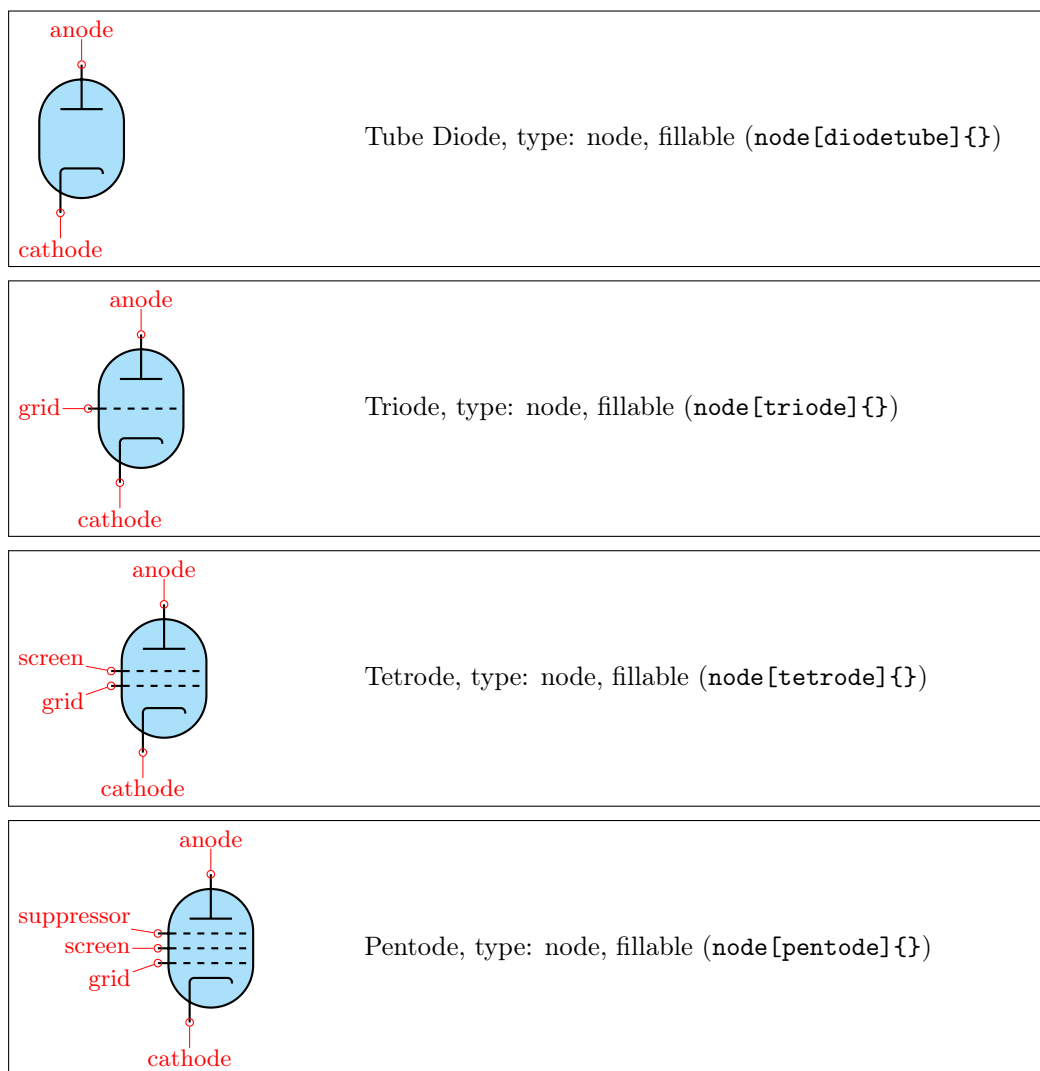 anode
Tube Diode, type: node, fillable (node[diodetube]{})
cathode
anode
grid
Triode, type: node, fillable (node[triode]{})
cathode
anode
screen
grid
Tetrode, type: node, fillable (node[tetrode]{})
cathode
anode
suppressor
screen
grid
Pentode, type: node, fillable (node[pentode]{})
cathode